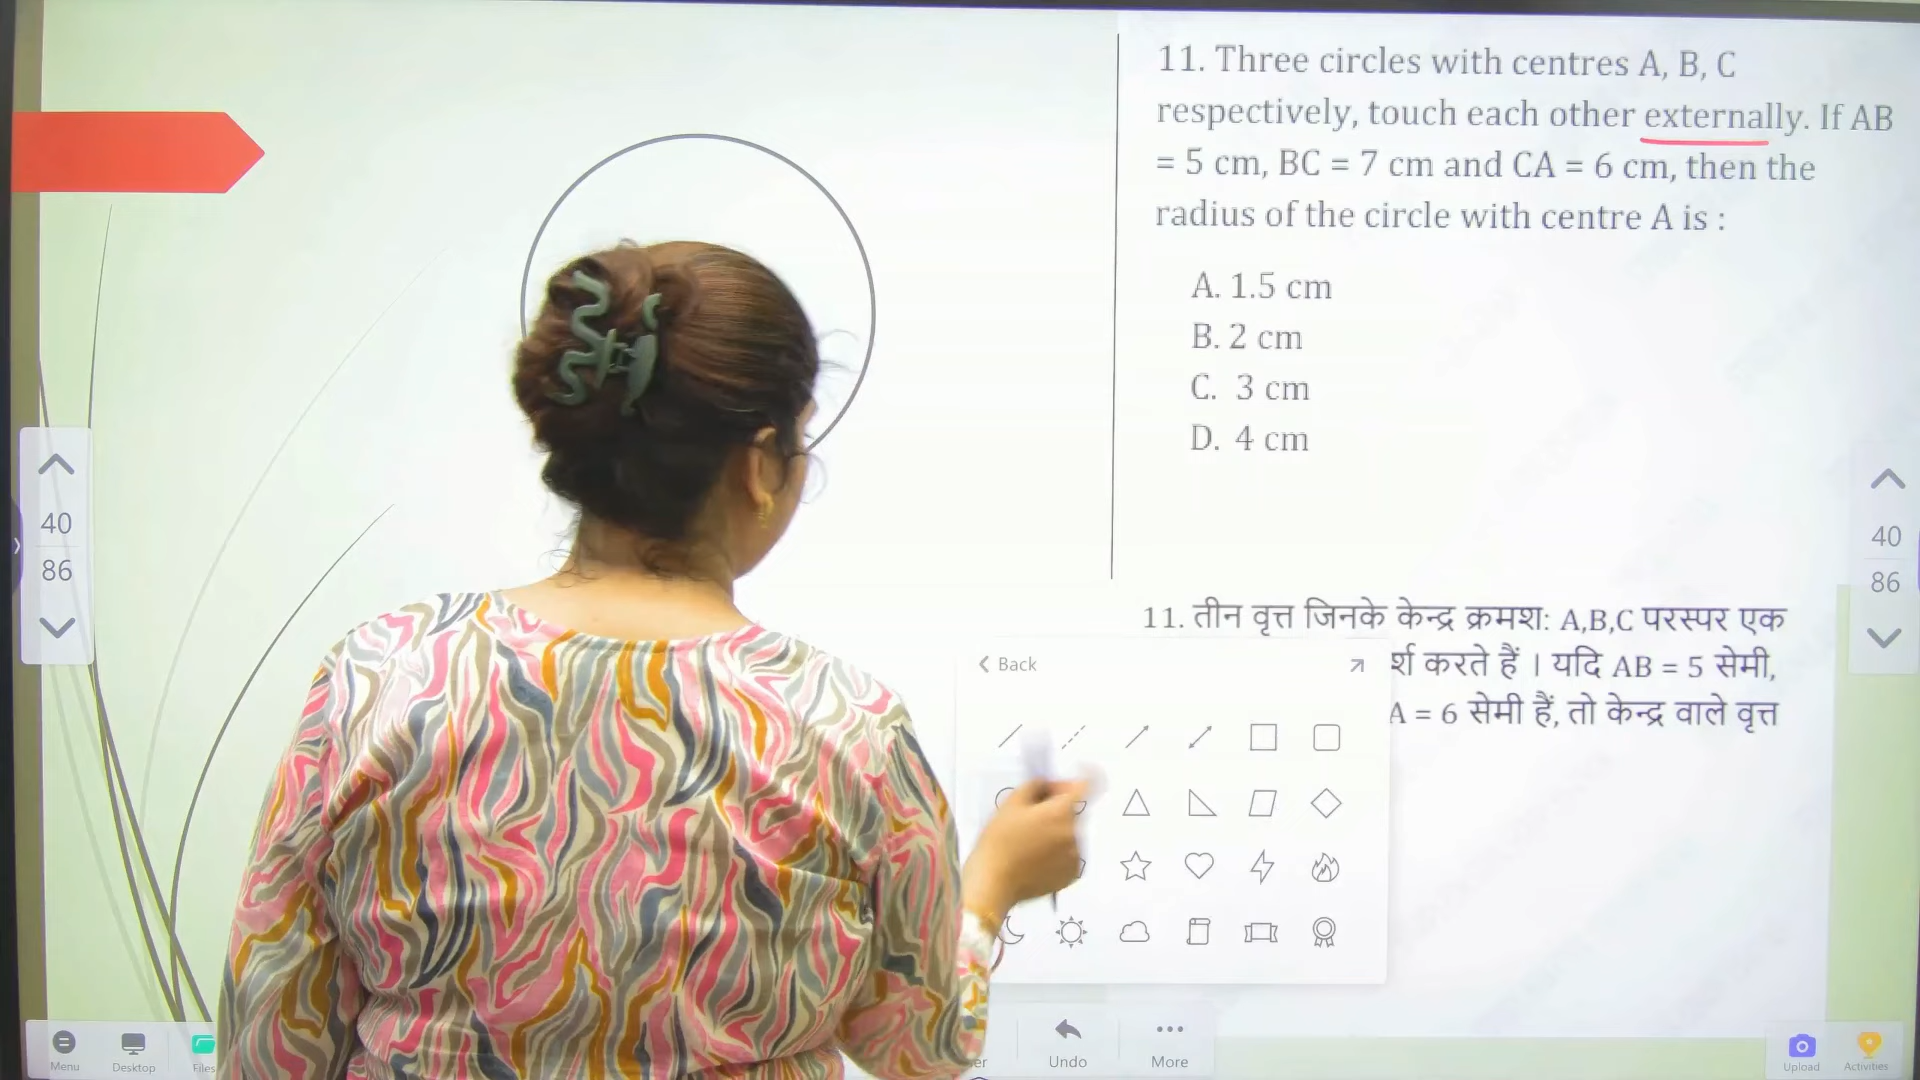 11. Three circles with centres A, B, C
respectively, touch each other externally. If AB
= 5 cm, BC = 7 cm and CA = 6 cm, then the
radius of the circle with centre A is :
A. 1.5 cm
B. 2 cm
C. 3 cm
D. 4 cm
40
86
40
86
11. तीन वृत्त जिनके केन्द्र क्रमश: A,B,C परस्पर एक
र्श करते हैं । यदि AB = 5 सेमी,
A = 6 सेमी हैं, तो केन्द्र वाले वृत्त
Back
Menu
Desktop
Files
er
Undo
More
Upload
Activities